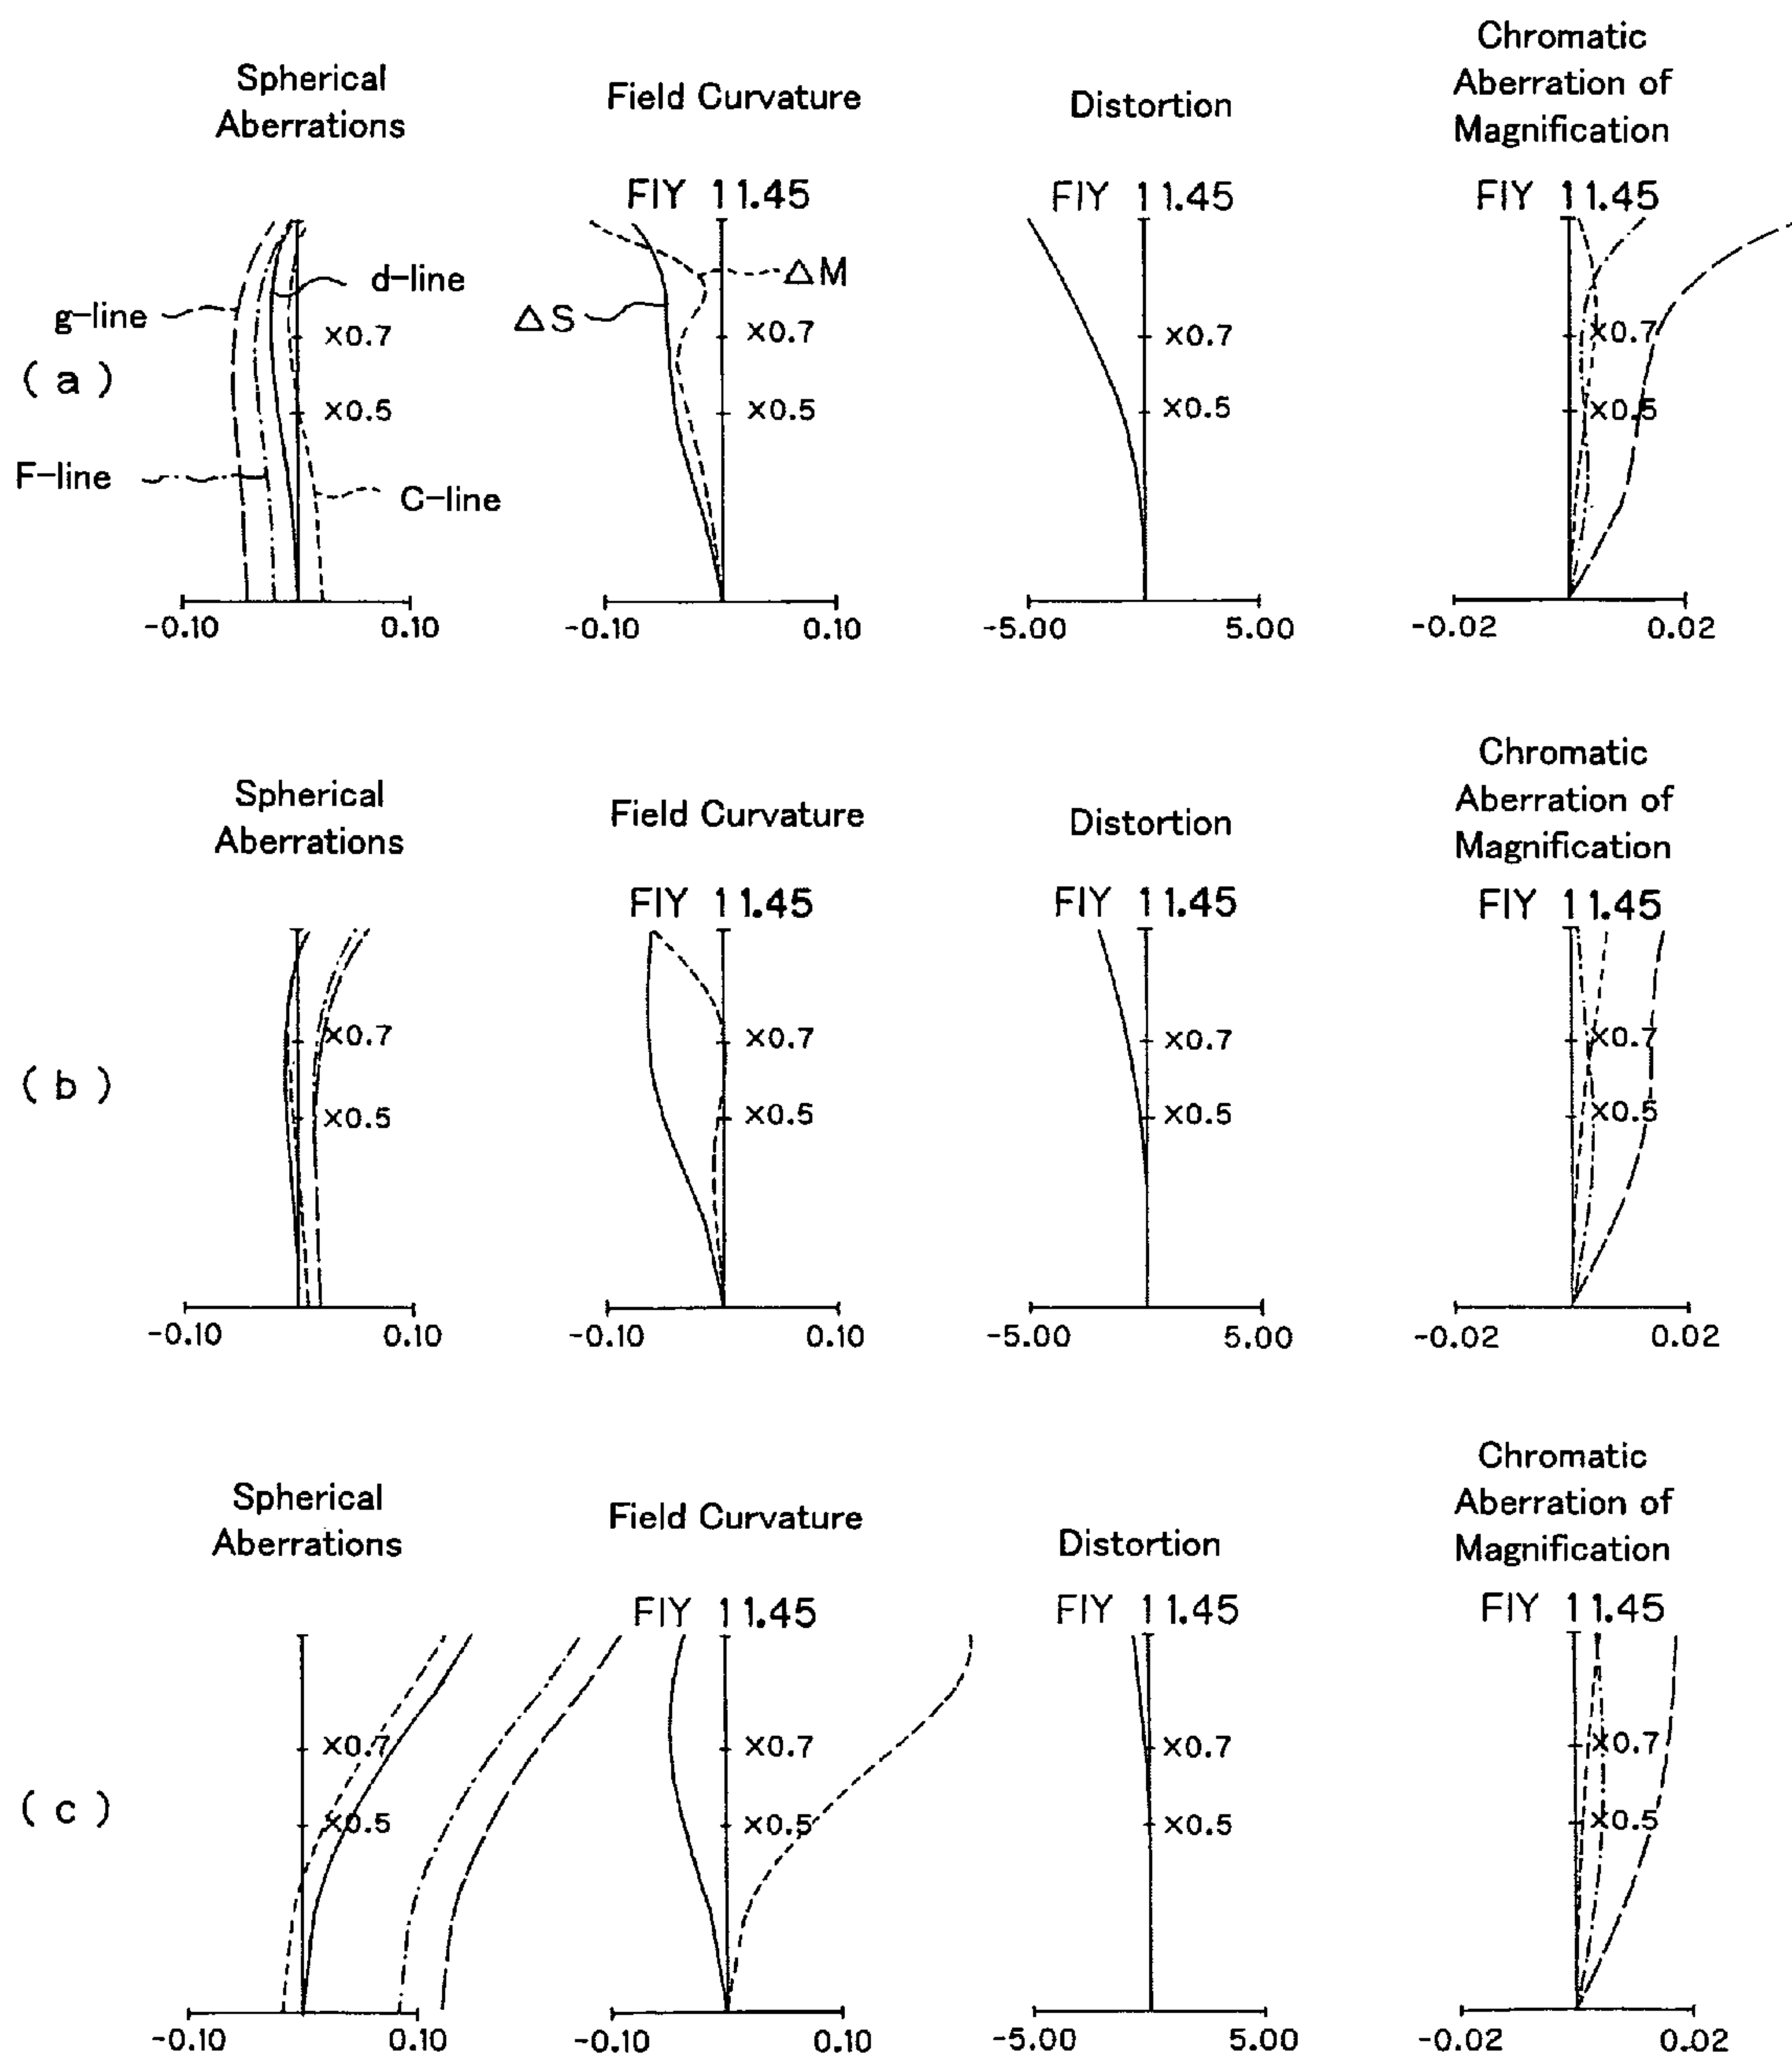 Spherical
Aberrations
Field Curvature
Distortion
Chromatic
Aberration of
Magnification
FIY 11.45
FIY 11.45
FIY 11.45
d-line
g-line
×0.7
(a)
×0.5
F-line
C-line
-0.10
0.10
ΔM
ΔS
×0.7
×0.5
-0.10
0.10
×0.7
×0.5
-5.00
5.00
×0.7
×0.5
-0.02
0.02
Spherical
Aberrations
Field Curvature
Distortion
Chromatic
Aberration of
Magnification
FIY 11.45
FIY 11.45
FIY 11.45
(b)
×0.7
×0.5
-0.10
0.10
×0.7
×0.5
-0.10
0.10
×0.7
×0.5
-5.00
5.00
×0.7
×0.5
-0.02
0.02
Spherical
Aberrations
Field Curvature
Distortion
Chromatic
Aberration of
Magnification
FIY 11.45
FIY 11.45
FIY 11.45
(c)
×0.7
×0.5
-0.10
0.10
×0.7
×0.5
-0.10
0.10
×0.7
×0.5
-5.00
5.00
×0.7
×0.5
-0.02
0.02